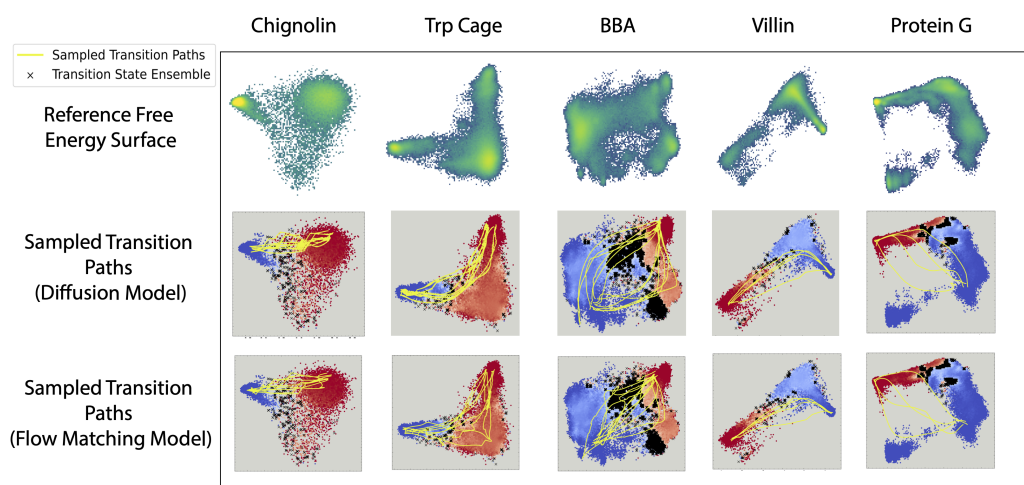 Chignolin
Trp Cage
BBA
Villin
Protein G
Sampled Transition Paths
× Transition State Ensemble
Reference Free
Energy Surface
Sampled Transition
Paths
(Diffusion Model)
Sampled Transition
Paths
(Flow Matching Model)